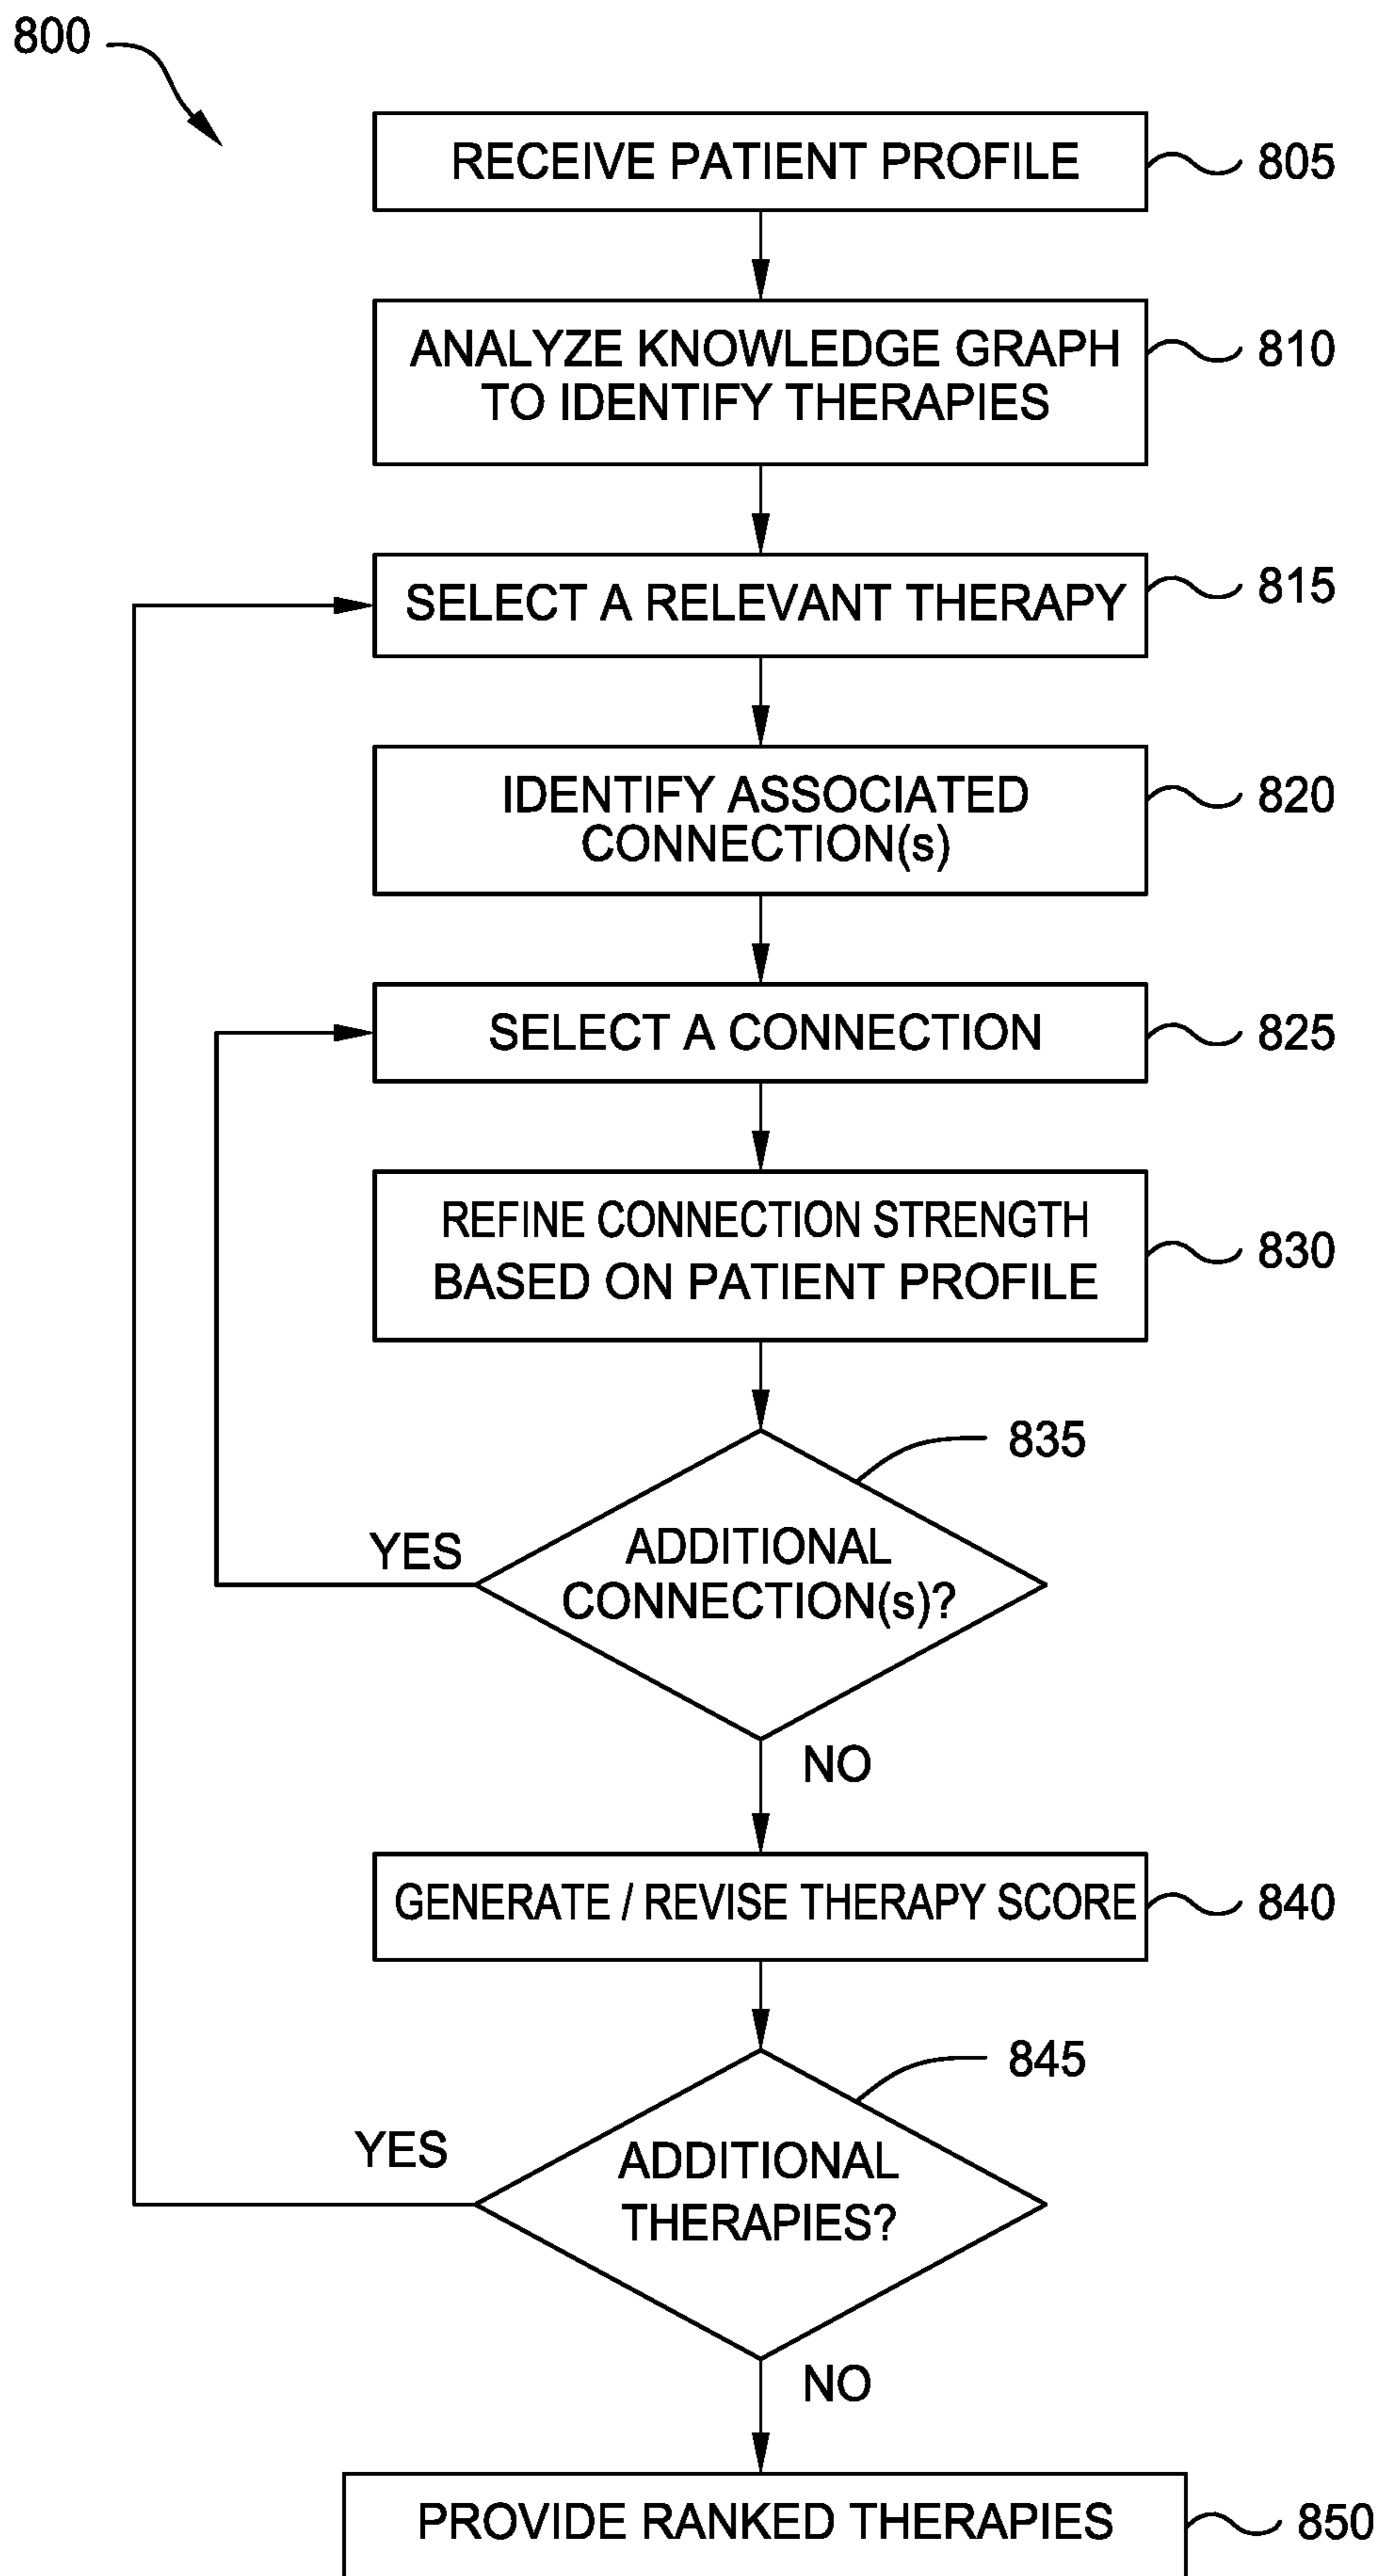 800
RECEIVE PATIENT PROFILE
805
ANALYZE KNOWLEDGE GRAPH
TO IDENTIFY THERAPIES
810
SELECT A RELEVANT THERAPY
815
IDENTIFY ASSOCIATED
CONNECTION(s)
820
SELECT A CONNECTION
825
REFINE CONNECTION STRENGTH
BASED ON PATIENT PROFILE
830
835
ADDITIONAL
CONNECTION(s)?
YES
NO
GENERATE / REVISE THERAPY SCORE
840
845
ADDITIONAL
THERAPIES?
YES
NO
PROVIDE RANKED THERAPIES
850